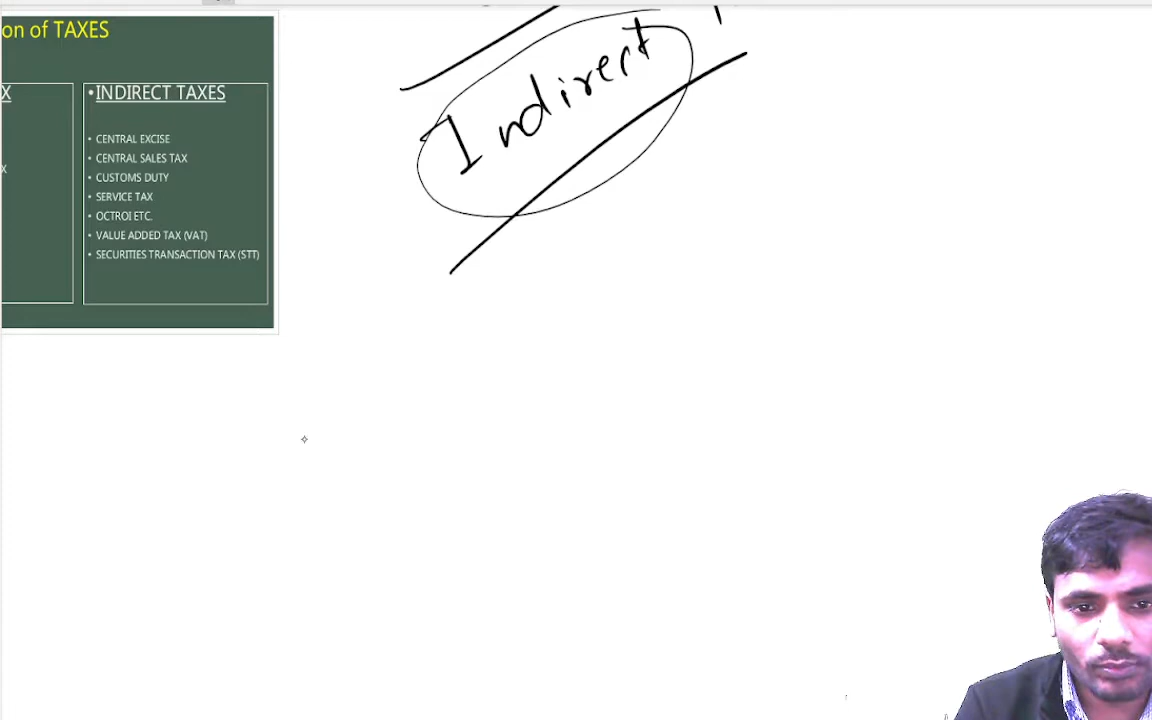 on of TAXES
X
•INDIRECT TAXES
• CENTRAL EXCISE
• CENTRAL SALES TAX
X
• CUSTOMS DUTY
• SERVICE TAX
• OCTROI ETC.
• VALUE ADDED TAX (VAT)
• SECURITIES TRANSACTION TAX (STT)
Indirect